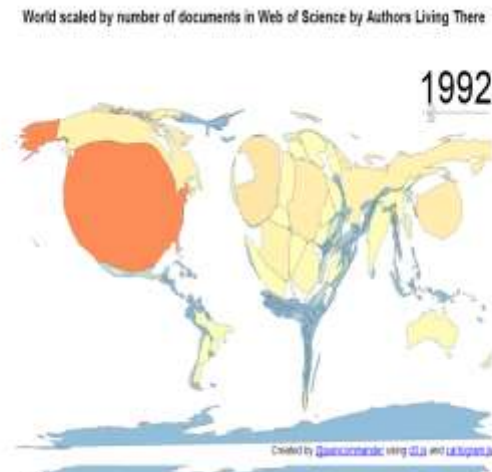 World scaled by number of documents in Web of Science by Authors Living There
1992
Created by @pawncommander using d3.js and cartogram.js